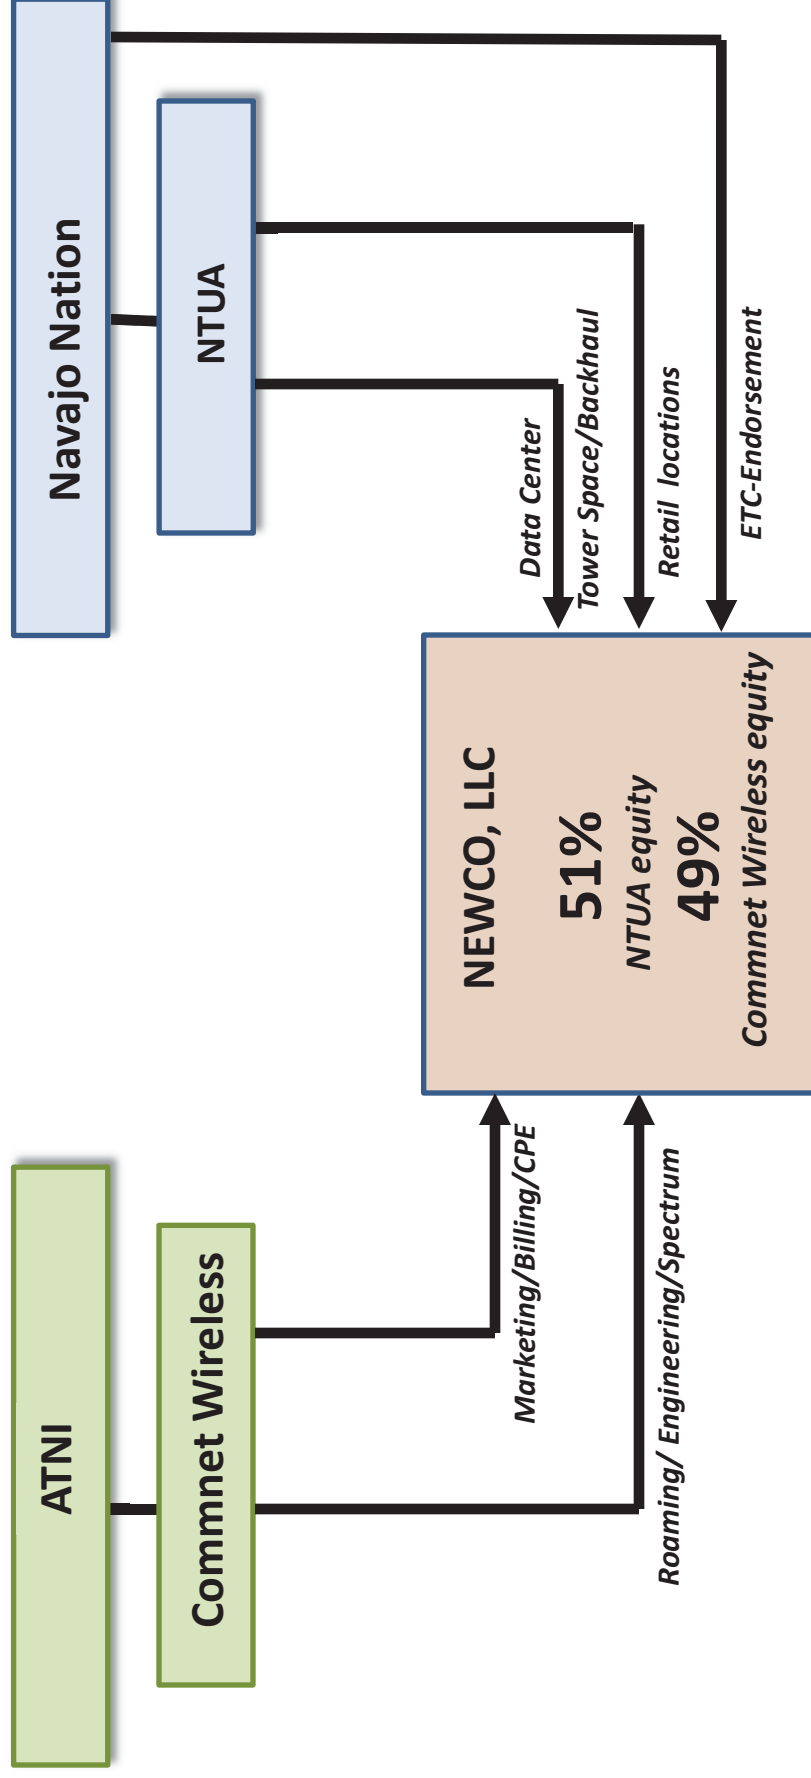 ATNI
Navajo Nation
Commnet Wireless
NTUA
NEWCO, LLC
51%
NTUA equity
49%
Commnet Wireless equity
Marketing/Billing/CPE
Roaming/ Engineering/Spectrum
Data Center
Tower Space/Backhaul
Retail locations
ETC-Endorsement